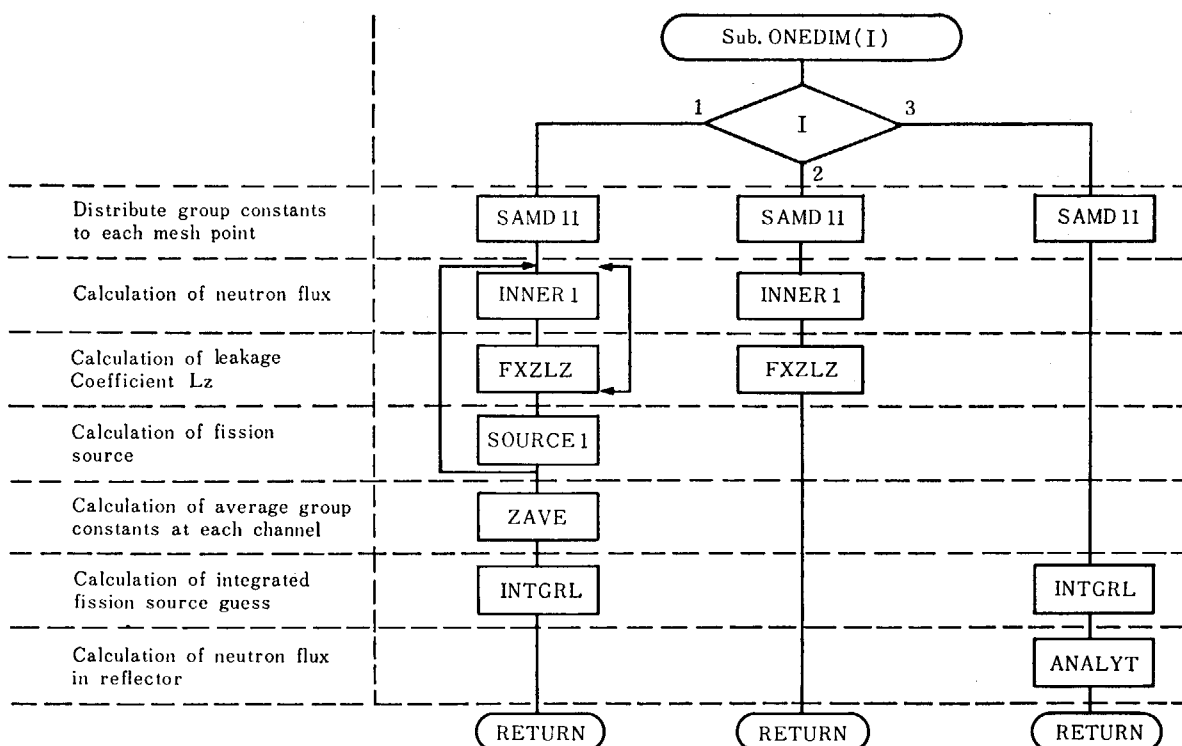 Sub. ONEDIM(I)
1
I
3
2
Distribute group constants
to each mesh point
SAMD 11
SAMD 11
SAMD 11
Calculation of neutron flux
INNER 1
INNER 1
Calculation of leakage
Coefficient Lz
FXZLZ
FXZLZ
Calculation of fission
source
SOURCE 1
Calculation of average group
constants at each channel
ZAVE
Calculation of integrated
fission source guess
INTGRL
INTGRL
Calculation of neutron flux
in reflector
ANALYT
RETURN
RETURN
RETURN